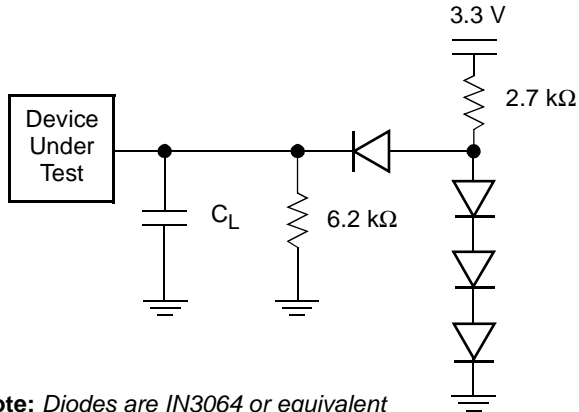 3.3 V
2.7 kΩ
Device
Under
Test
C_L
6.2 kΩ
ote: Diodes are IN3064 or equivalent